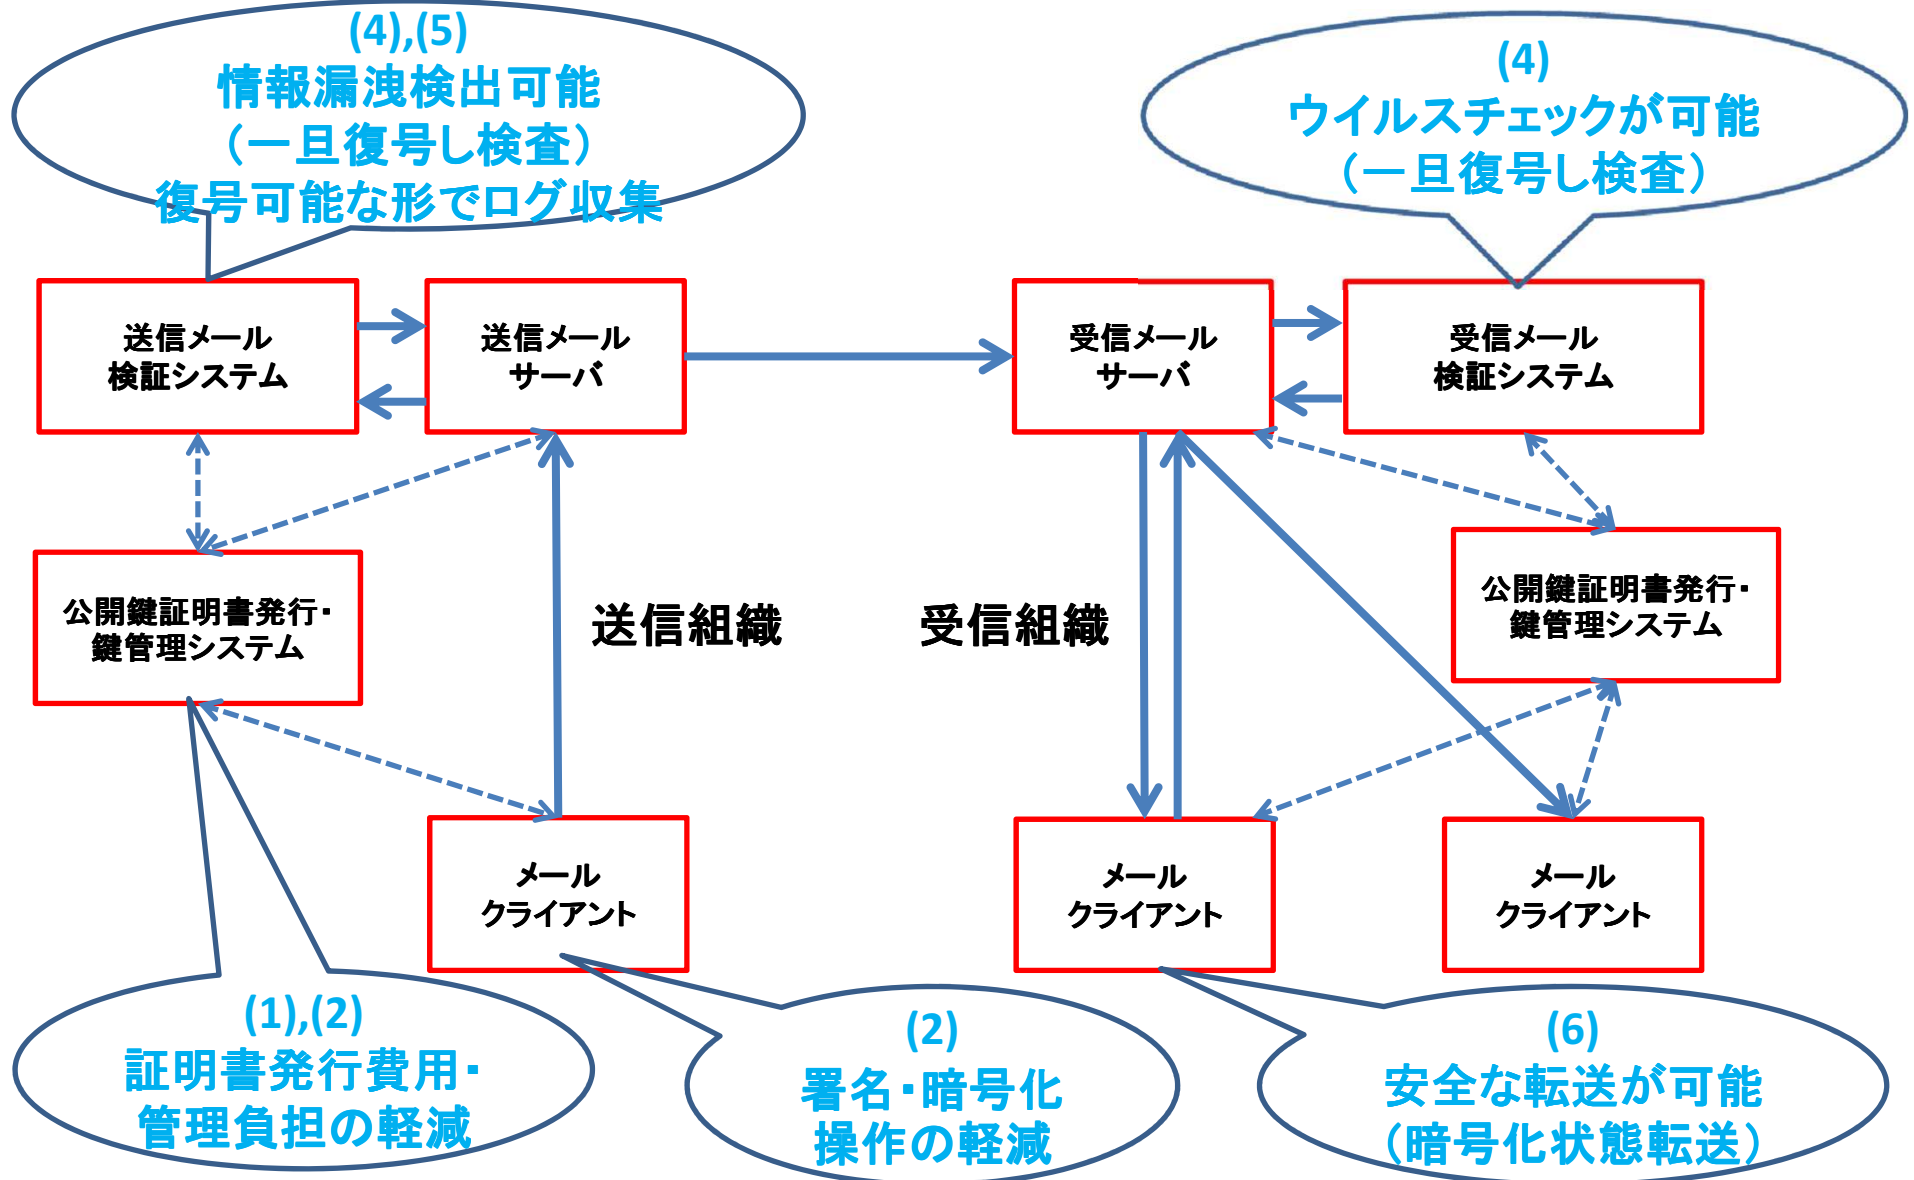 (4),(5)
情報漏洩検出可能
（一旦復号し検査）
復号可能な形でログ収集
(4)
ウイルスチェックが可能
（一旦復号し検査）
送信メール
検証システム
送信メール
サーバ
受信メール
サーバ
受信メール
検証システム
公開鍵証明書発行・
鍵管理システム
送信組織
受信組織
公開鍵証明書発行・
鍵管理システム
メール
クライアント
メール
クライアント
メール
クライアント
(1),(2)
証明書発行費用・
管理負担の軽減
(2)
署名・暗号化
操作の軽減
(6)
安全な転送が可能
（暗号化状態転送）